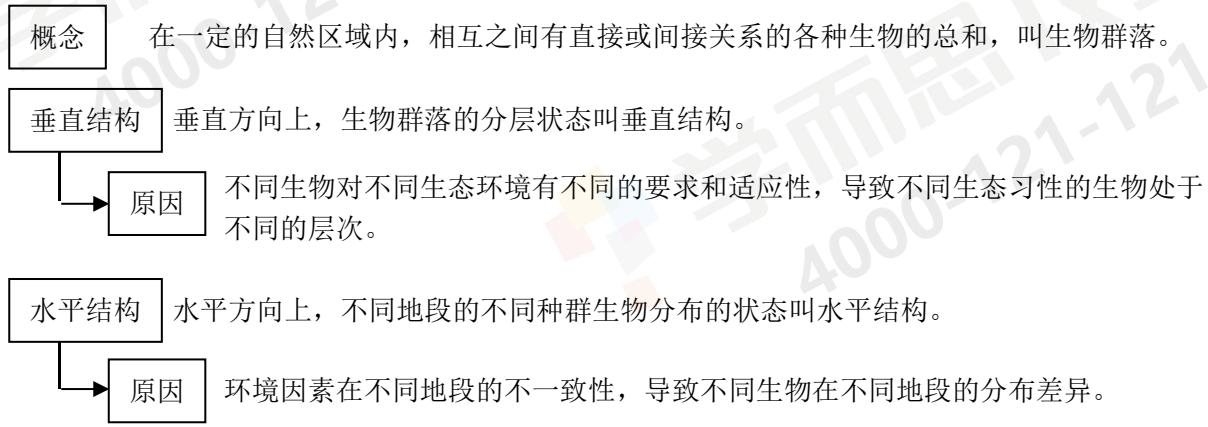 概念 在一定的自然区域内，相互之间有直接或间接关系的各种生物的总和，叫生物群落。
垂直结构 垂直方向上，生物群落的分层状态叫垂直结构。
原因 不同生物对不同生态环境有不同的要求和适应性，导致不同生态习性的生物处于
不同的层次。
水平结构 水平方向上，不同地段的不同种群生物分布的状态叫水平结构。
原因 环境因素在不同地段的不一致性，导致不同生物在不同地段的分布差异。
学而思
4000-121-121